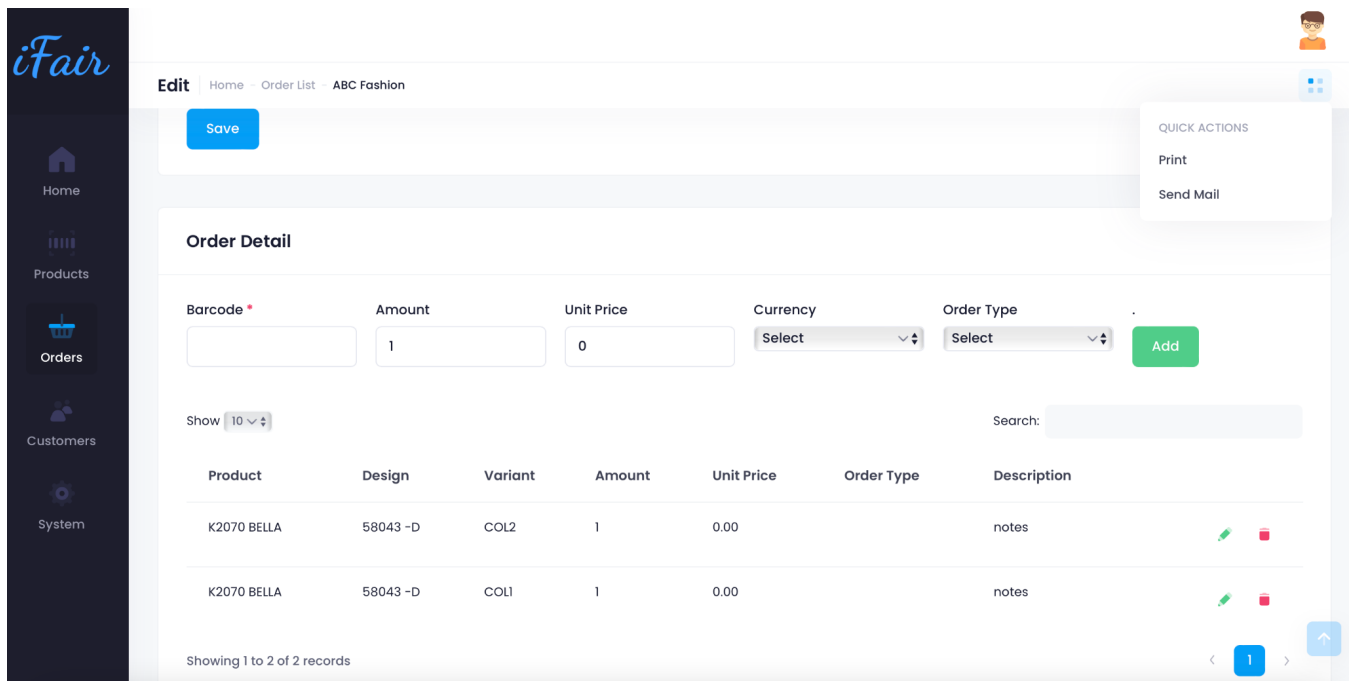 iFair
Edit Home - Order List - ABC Fashion
Save
QUICK ACTIONS
Print
Send Mail
Home
Products
Orders
Customers
System
Order Detail
Barcode * Amount Unit Price Currency Order Type .
1 0 Select Select Add
Show 10 Search:
Product Design Variant Amount Unit Price Order Type Description
K2070 BELLA 58043 -D COL2 1 0.00 notes
K2070 BELLA 58043 -D COL1 1 0.00 notes
Showing 1 to 2 of 2 records 1